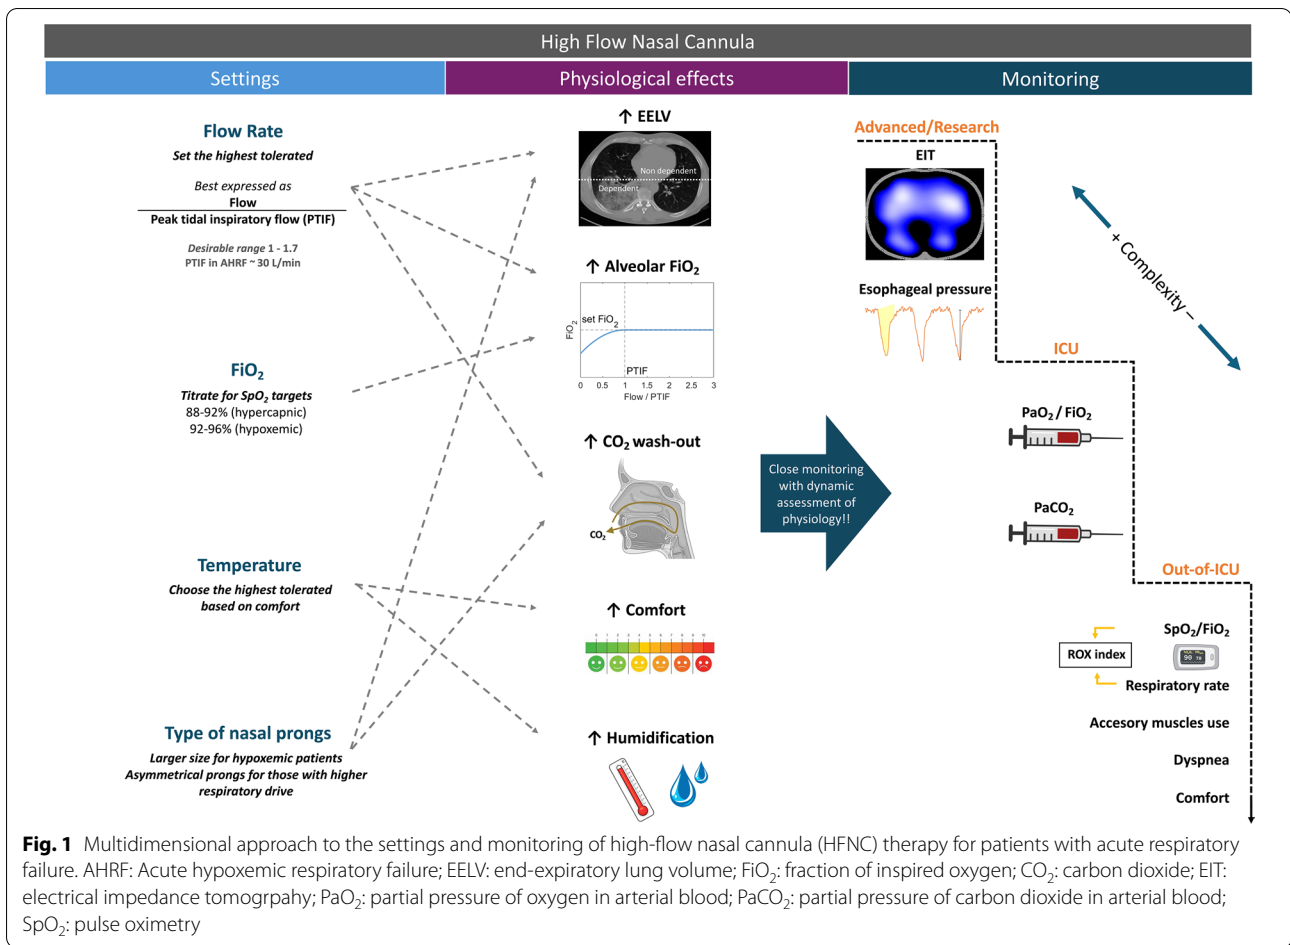 High Flow Nasal Cannula
Settings
Physiological effects
Monitoring
Flow Rate
Set the highest tolerated
Best expressed as
Flow
Peak tidal inspiratory flow (PTIF)
Desirable range 1 - 1.7
PTIF in AHRF ~ 30 L/min
FiO₂
Titrate for SpO₂ targets
88-92% (hypercapnic)
92-96% (hypoxemic)
Temperature
Choose the highest tolerated
based on comfort
Type of nasal prongs
Larger size for hypoxemic patients
Asymmetrical prongs for those with higher
respiratory drive
↑ EELV
Non dependent
Dependent
↑ Alveolar FiO₂
FiO₂
set FiO₂
PTIF
0 0.5 1 1.5 2 2.5 3
Flow / PTIF
↑ CO₂ wash-out
CO₂
↑ Comfort
↑ Humidification
Close monitoring
with dynamic
assessment of
physiology!!
Advanced/Research
EIT
Esophageal pressure
+ Complexity –
ICU
PaO₂ / FiO₂
PaCO₂
Out-of-ICU
SpO₂/FiO₂
ROX index
Respiratory rate
Accesory muscles use
Dyspnea
Comfort
Fig. 1 Multidimensional approach to the settings and monitoring of high-flow nasal cannula (HFNC) therapy for patients with acute respiratory
failure. AHRF: Acute hypoxemic respiratory failure; EELV: end-expiratory lung volume; FiO₂: fraction of inspired oxygen; CO₂: carbon dioxide; EIT:
electrical impedance tomogrpahy; PaO₂: partial pressure of oxygen in arterial blood; PaCO₂: partial pressure of carbon dioxide in arterial blood;
SpO₂: pulse oximetry